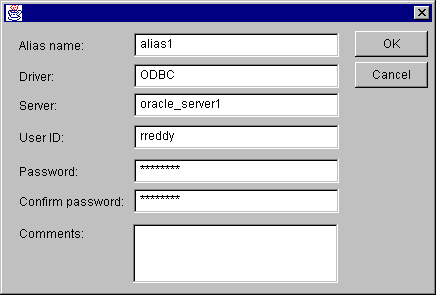 Alias name: alias1 OK
Driver: ODBC Cancel
Server: oracle_server1
User ID: rreddy
Password: ********
Confirm password: ********
Comments: